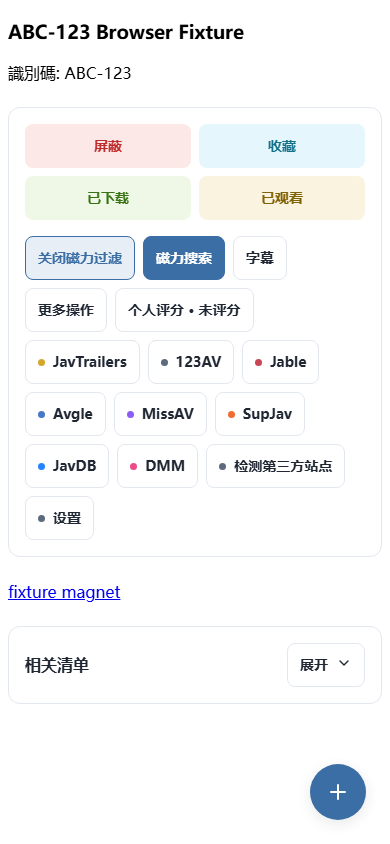 ABC-123 Browser Fixture
識別碼: ABC-123
屏蔽 收藏
已下载 已观看
关闭磁力过滤 磁力搜索 字幕
更多操作 个人评分 • 未评分
JavTrailers 123AV Jable
Avgle MissAV SupJav
JavDB DMM 检测第三方站点
设置
fixture magnet
相关清单 展开